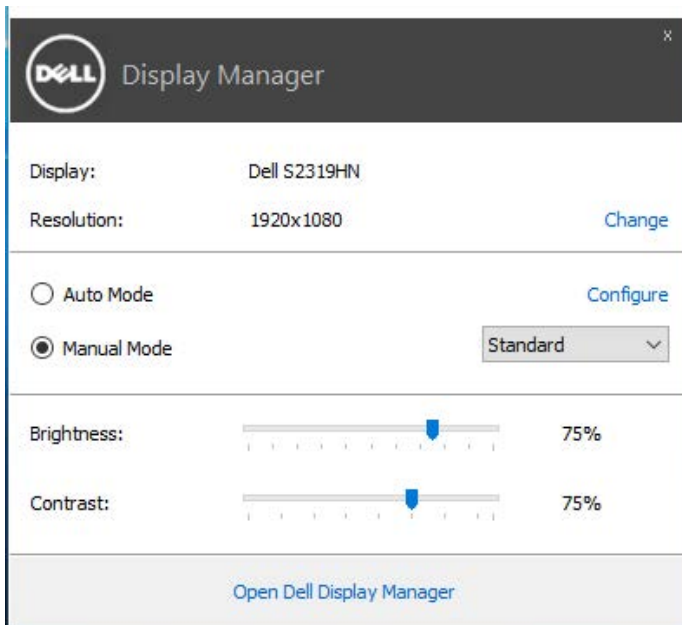 x
DELL Display Manager
Display: Dell S2319HN
Resolution: 1920x1080 Change
Auto Mode Configure
Manual Mode Standard
Brightness: 75%
Contrast: 75%
Open Dell Display Manager